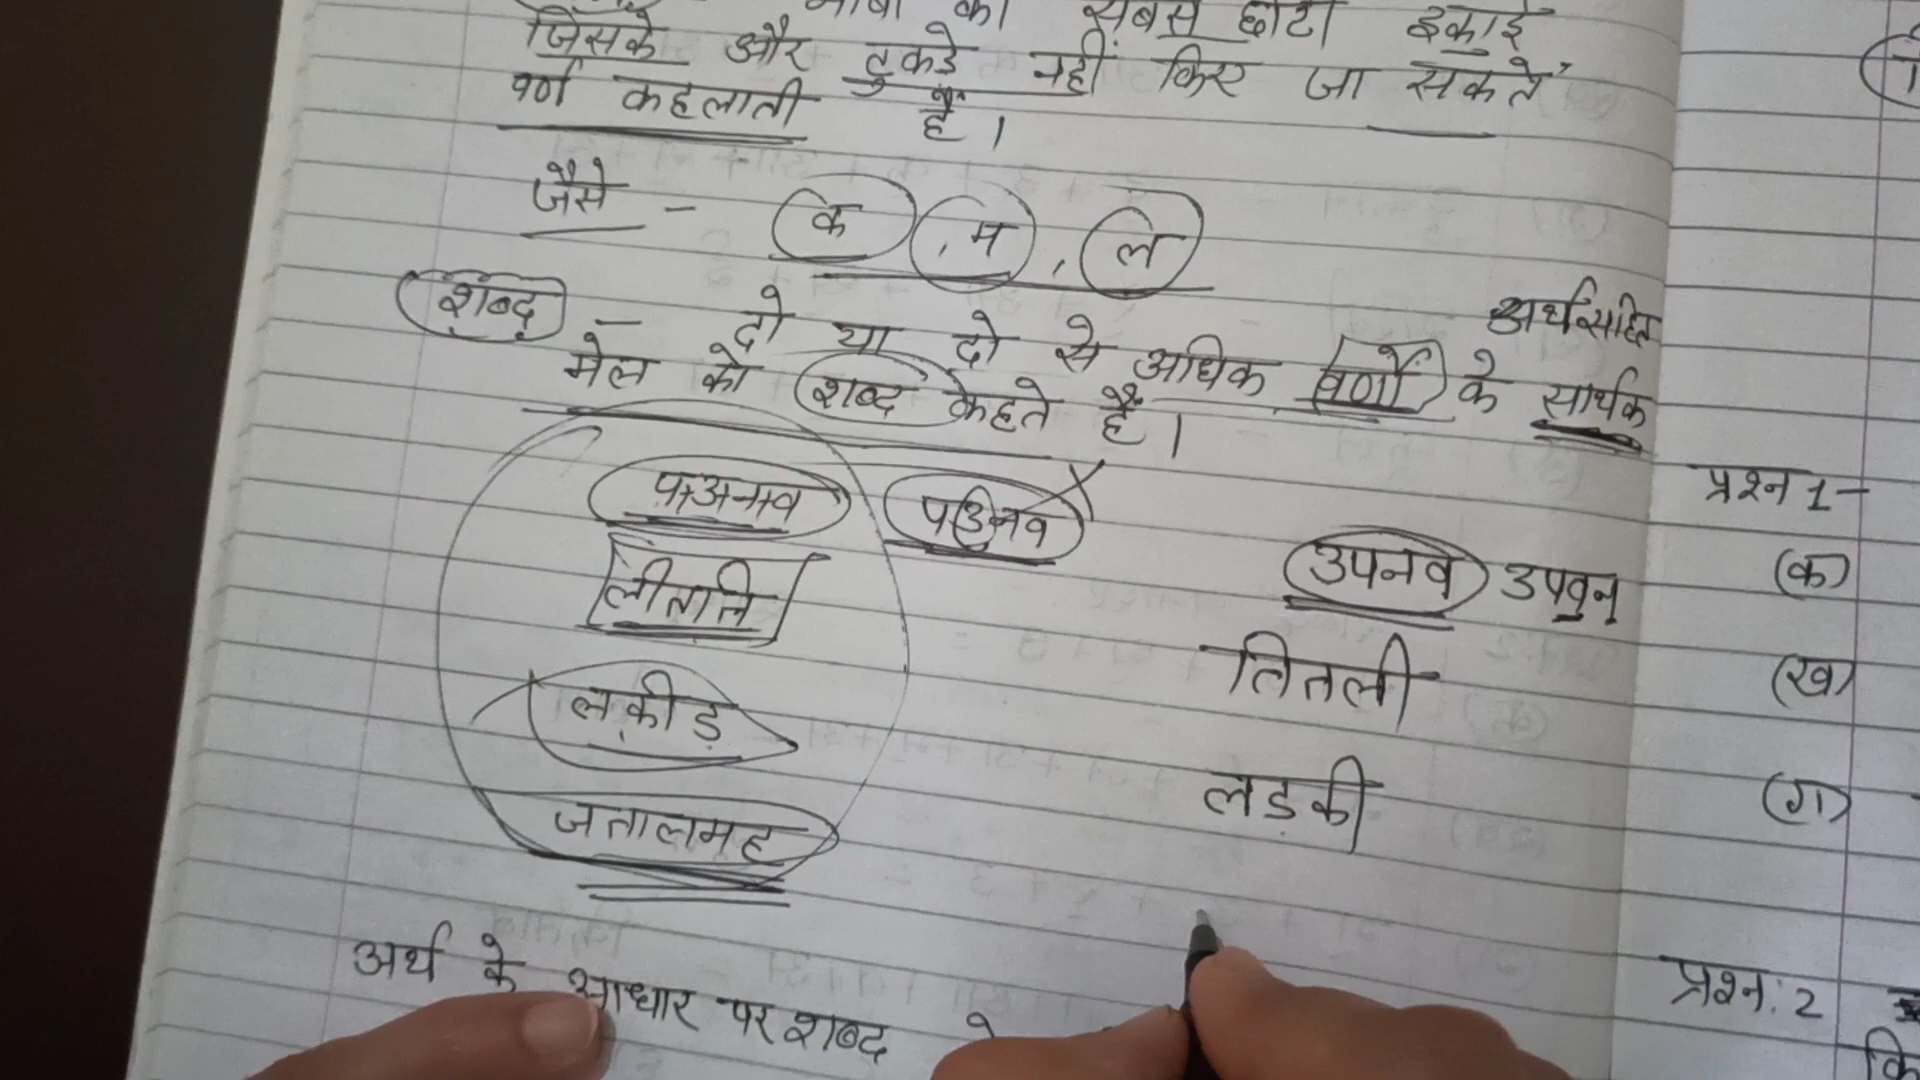 भाषा की सबसे छोटी इकाई
जिसके और टुकड़े नहीं किए जा सकते
वर्ण कहलाती है।
जैसे - क , म , ल
शब्द - दो या दो से अधिक वर्णों के सार्थक
अर्थसहित
मेल को शब्द कहते हैं।
प+अ+न+व पउनव
उपनव उपवन
लीतति
तितली
लकीड़
लड़की
जतालमह
अर्थ के आधार पर शब्द
प्रश्न 1-
(क)
(ख)
(ग)
प्रश्न: 2
कि